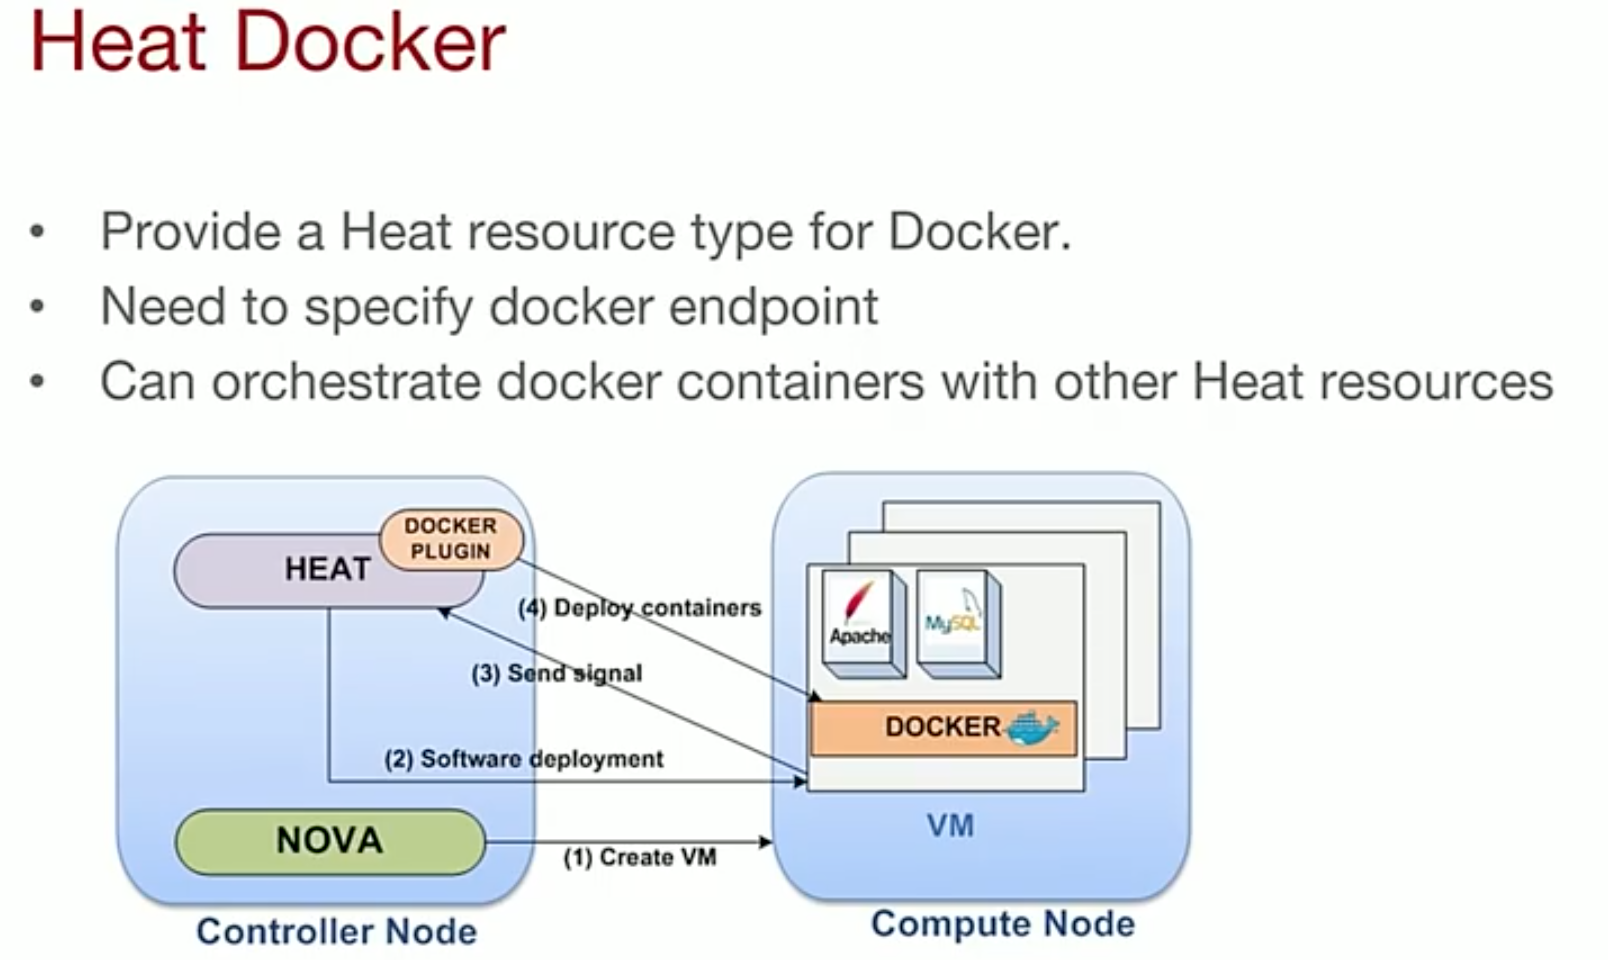 Heat Docker
• Provide a Heat resource type for Docker.
• Need to specify docker endpoint
• Can orchestrate docker containers with other Heat resources
DOCKER
PLUGIN
HEAT
(4) Deploy containers
Apache
MySQL
(3) Send signal
DOCKER
(2) Software deployment
VM
NOVA
(1) Create VM
Controller Node
Compute Node